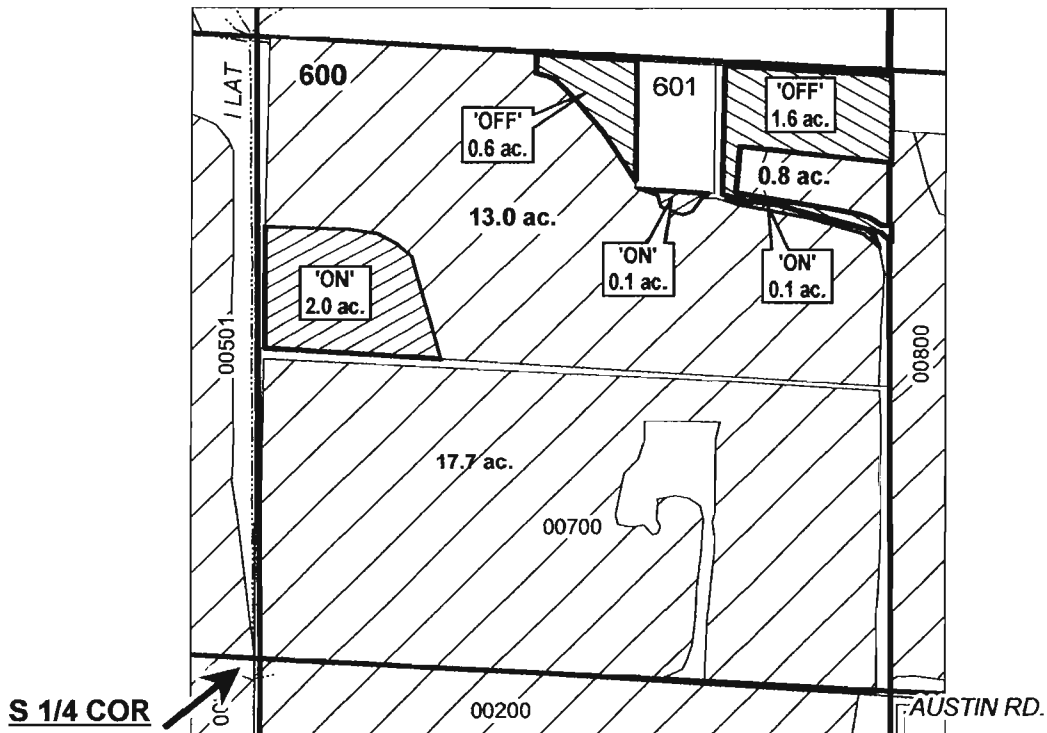 I LAT
600
601
'OFF'
1.6 ac.
'OFF'
0.6 ac.
0.8 ac.
13.0 ac.
'ON'
0.1 ac.
'ON'
0.1 ac.
'ON'
2.0 ac.
00501
00800
17.7 ac.
00700
S 1/4 COR
00200
AUSTIN RD.